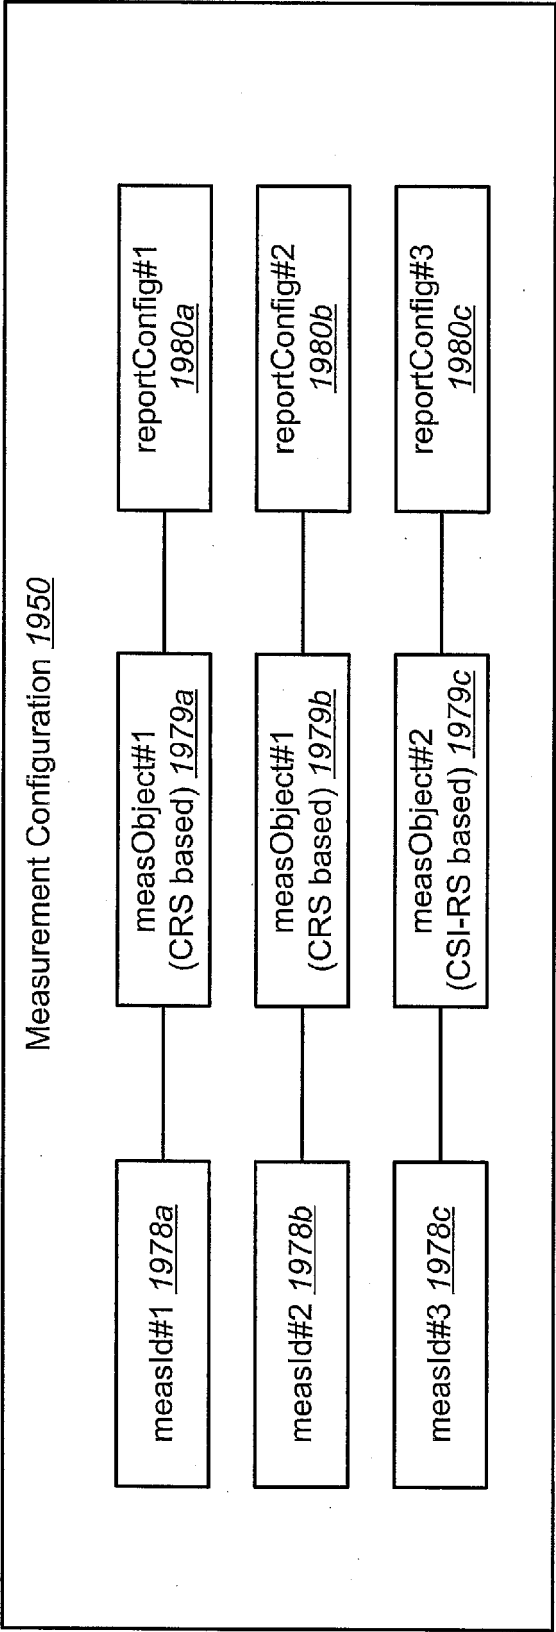 Measurement Configuration 1950
measId#1 1978a
measObject#1
(CRS based) 1979a
reportConfig#1
1980a
measId#2 1978b
measObject#1
(CRS based) 1979b
reportConfig#2
1980b
measId#3 1978c
measObject#2
(CSI-RS based) 1979c
reportConfig#3
1980c